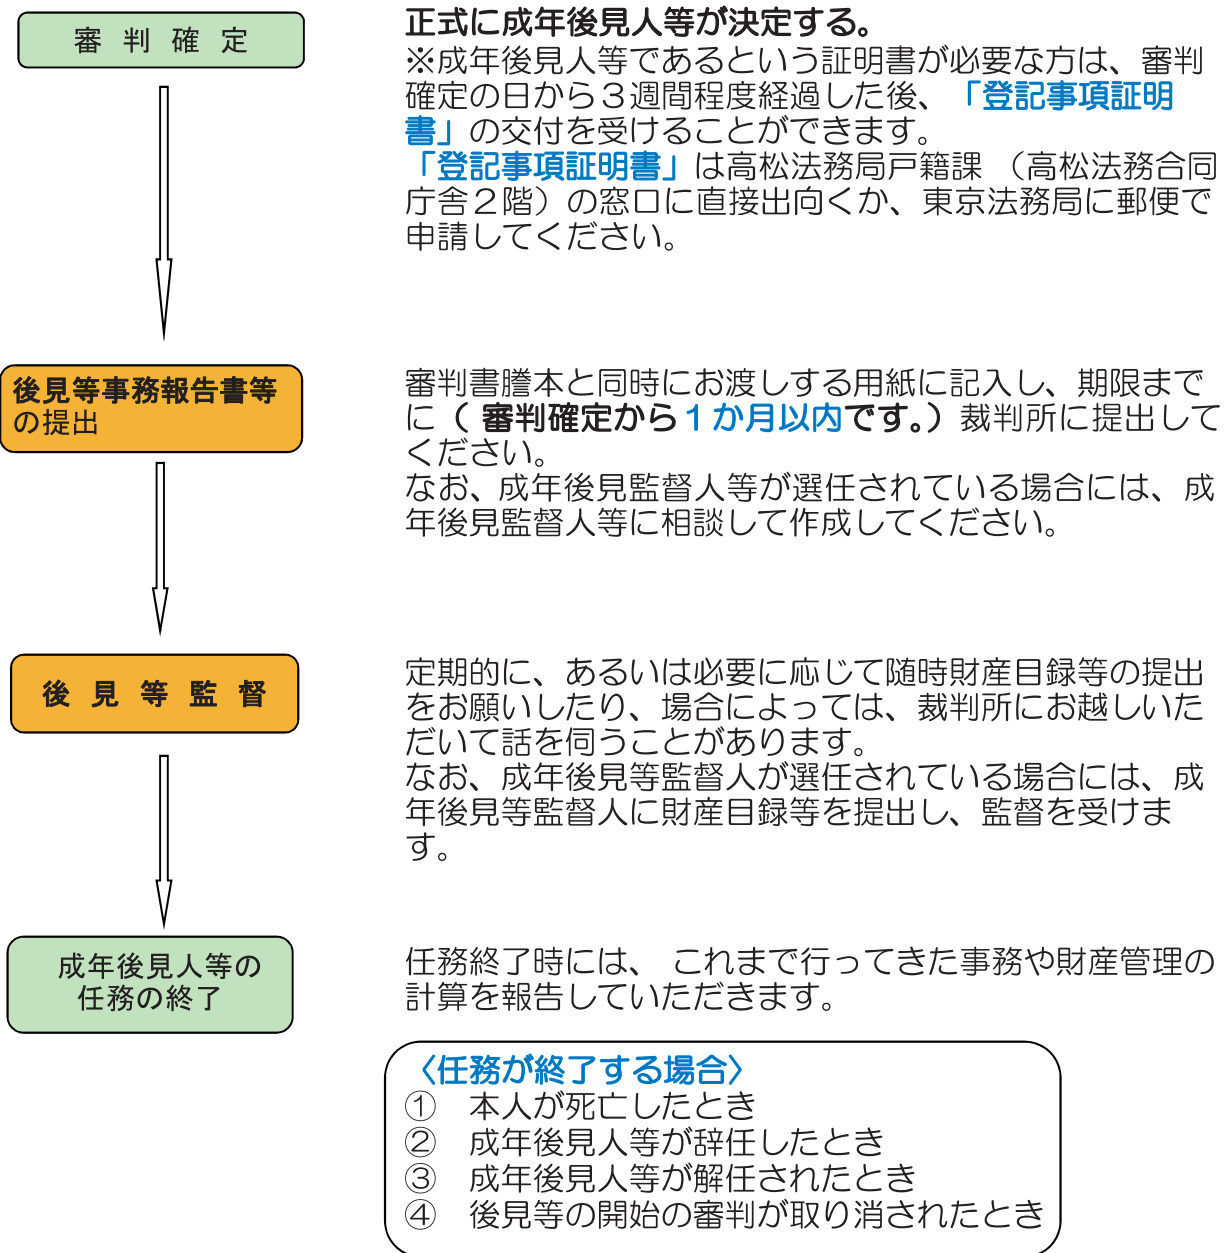 審 判 確 定
正式に成年後見人等が決定する。
※成年後見人等であるという証明書が必要な方は、審判
確定の日から３週間程度経過した後、「登記事項証明
書」の交付を受けることができます。
「登記事項証明書」は高松法務局戸籍課 （高松法務合同
庁舎２階）の窓口に直接出向くか、東京法務局に郵便で
申請してください。
後見等事務報告書等
の提出
審判書謄本と同時にお渡しする用紙に記入し、期限まで
に（ 審判確定から１か月以内です。）裁判所に提出して
ください。
なお、成年後見監督人等が選任されている場合には、成
年後見監督人等に相談して作成してください。
後 見 等 監 督
定期的に、あるいは必要に応じて随時財産目録等の提出
をお願いしたり、場合によっては、裁判所にお越しいた
だいて話を伺うことがあります。
なお、成年後見等監督人が選任されている場合には、成
年後見等監督人に財産目録等を提出し、監督を受けま
す。
成年後見人等の
任務の終了
任務終了時には、 これまで行ってきた事務や財産管理の
計算を報告していただきます。
〈任務が終了する場合〉
① 本人が死亡したとき
② 成年後見人等が辞任したとき
③ 成年後見人等が解任されたとき
④ 後見等の開始の審判が取り消されたとき